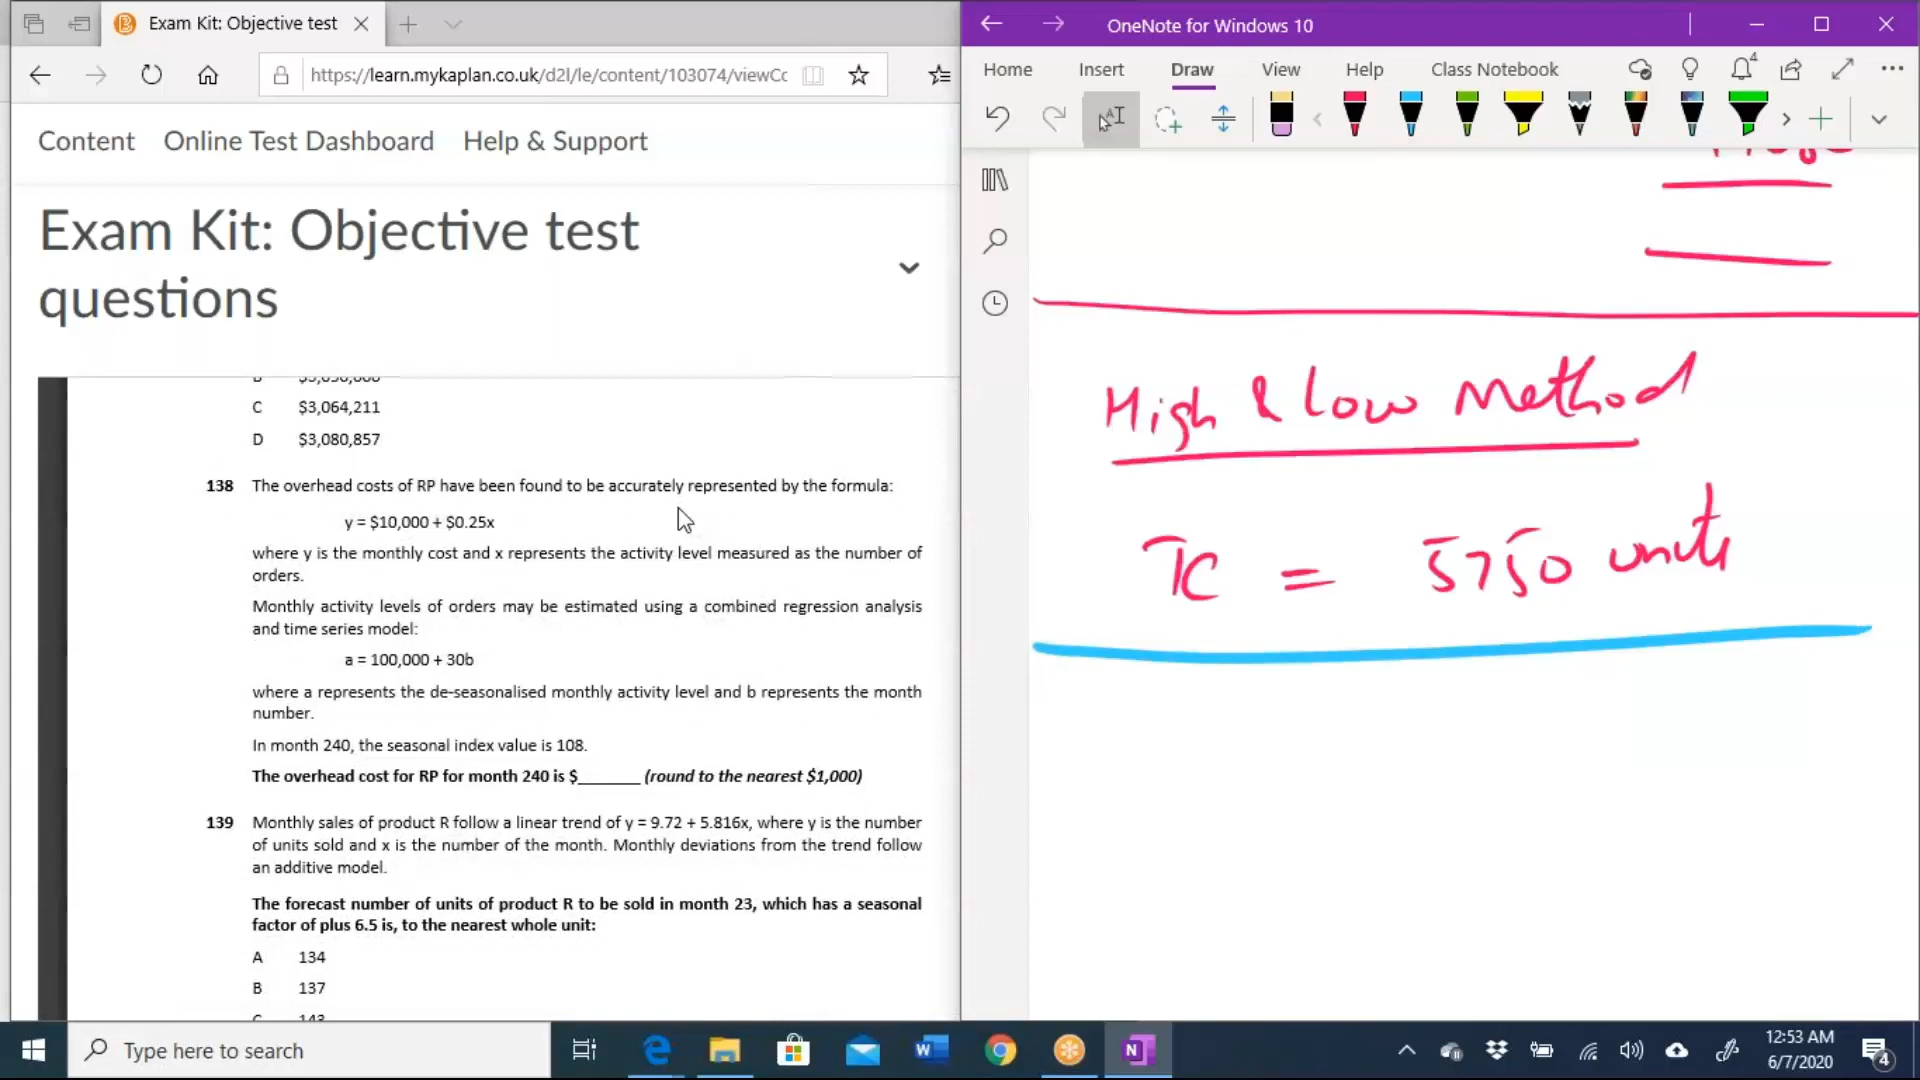 Exam Kit: Objective test
https://learn.mykaplan.co.uk/d2l/le/content/103074/viewCc
Content Online Test Dashboard Help & Support
Exam Kit: Objective test
questions
C $3,064,211
D $3,080,857
138 The overhead costs of RP have been found to be accurately represented by the formula:
y = $10,000 + $0.25x
where y is the monthly cost and x represents the activity level measured as the number of
orders.
Monthly activity levels of orders may be estimated using a combined regression analysis
and time series model:
a = 100,000 + 30b
where a represents the de-seasonalised monthly activity level and b represents the month
number.
In month 240, the seasonal index value is 108.
The overhead cost for RP for month 240 is $_______ (round to the nearest $1,000)
139 Monthly sales of product R follow a linear trend of y = 9.72 + 5.816x, where y is the number
of units sold and x is the number of the month. Monthly deviations from the trend follow
an additive model.
The forecast number of units of product R to be sold in month 23, which has a seasonal
factor of plus 6.5 is, to the nearest whole unit:
A 134
B 137
OneNote for Windows 10
Home Insert Draw View Help Class Notebook
4
High & Low Method
TC = 5750 units
Type here to search
12:53 AM
6/7/2020
4